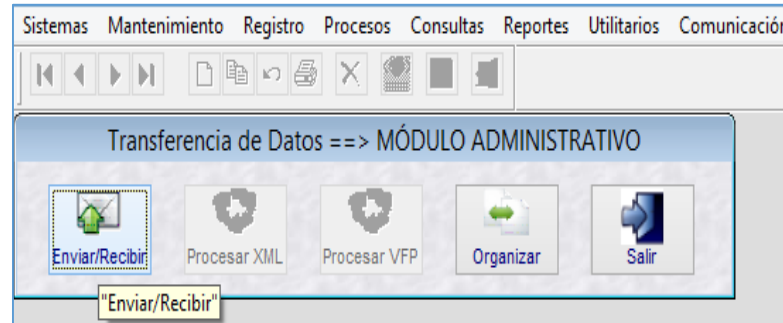 Sistemas Mantenimiento Registro Procesos Consultas Reportes Utilitarios Comunicación
Transferencia de Datos ==> MÓDULO ADMINISTRATIVO
Enviar/Recibir Procesar XML Procesar VFP Organizar Salir
"Enviar/Recibir"